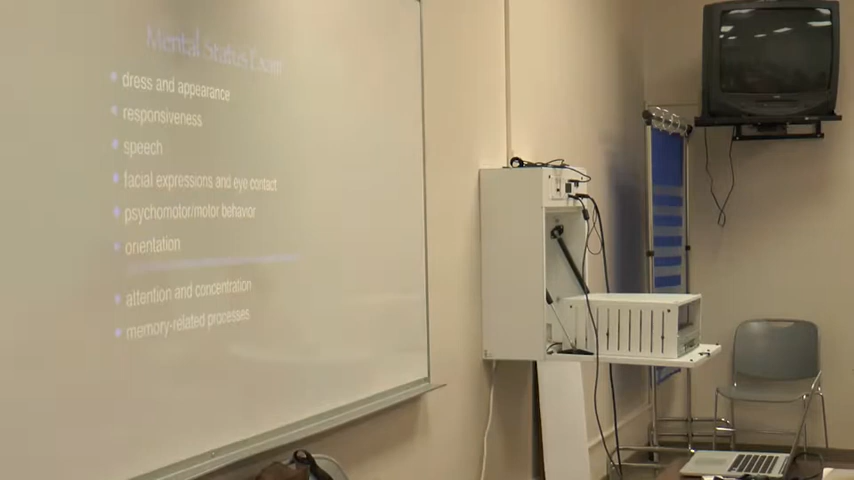 Mental Status Exam
dress and appearance
responsiveness
speech
facial expressions and eye contact
psychomotor/motor behavior
orientation
attention and concentration
memory-related processes